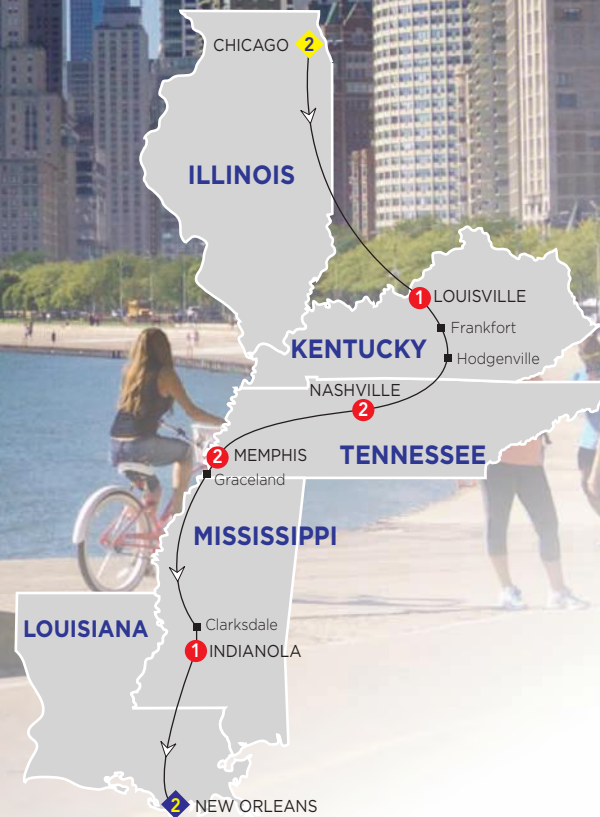 CHICAGO 2
ILLINOIS
1 LOUISVILLE
Frankfort
KENTUCKY
Hodgenville
NASHVILLE
2
2 MEMPHIS
TENNESSEE
Graceland
MISSISSIPPI
Clarksdale
LOUISIANA
1 INDIANOLA
2 NEW ORLEANS